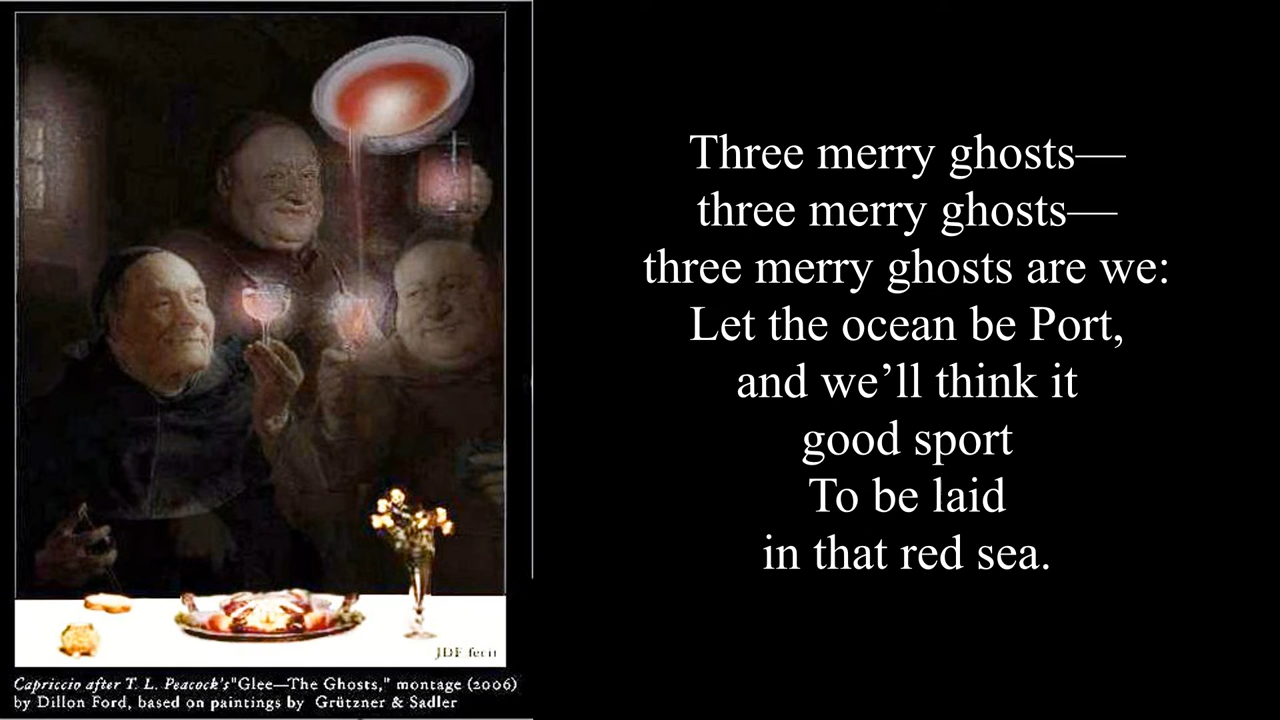 Three merry ghosts—
three merry ghosts—
three merry ghosts are we:
Let the ocean be Port,
and we’ll think it
good sport
To be laid
in that red sea.
JDF fecit
Capriccio after T. L. Peacock's "Glee—The Ghosts," montage (2006)
by Dillon Ford, based on paintings by Grützner & Sadler